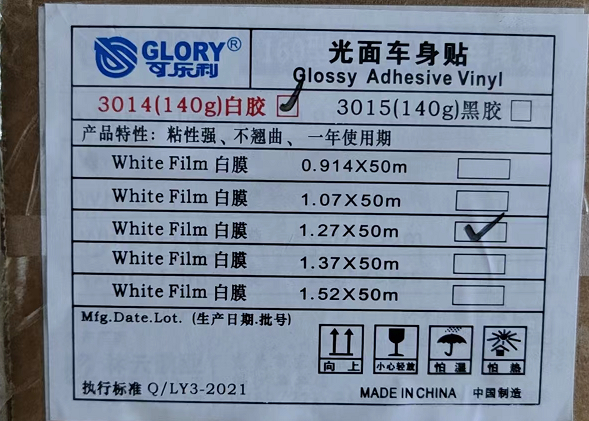 GLORY®
可乐利
光面车身贴
Glossy Adhesive Vinyl
3014(140g)白胶
3015(140g)黑胶
产品特性：粘性强、不翘曲、一年使用期
White Film 白膜 0.914X50m
White Film 白膜 1.07X50m
White Film 白膜 1.27X50m
White Film 白膜 1.37X50m
White Film 白膜 1.52X50m
Mfg.Date.Lot. (生产日期.批号)
向上 小心轻放 怕湿 怕热
执行标准 Q/LY3-2021
MADE IN CHINA 中国制造